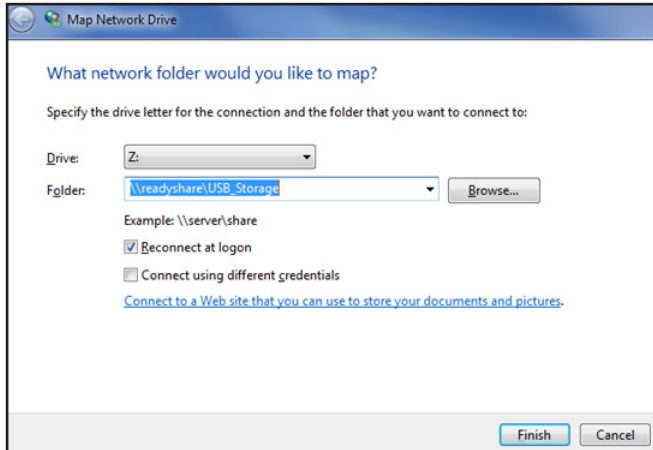 Map Network Drive
What network folder would you like to map?
Specify the drive letter for the connection and the folder that you want to connect to:
Drive: Z:
Folder: \\readyshare\USB_Storage Browse...
Example: \\server\share
Reconnect at logon
Connect using different credentials
Connect to a Web site that you can use to store your documents and pictures.
Finish Cancel